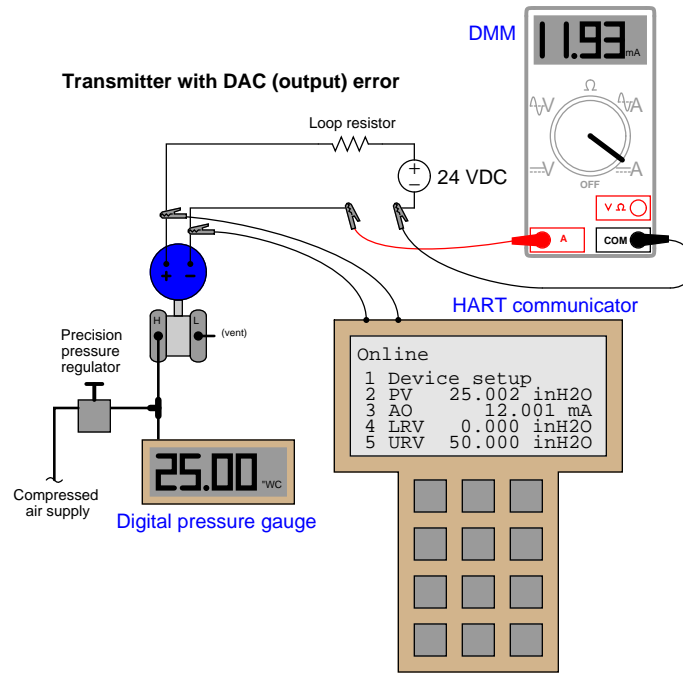 DMM
11.93 mA
Transmitter with DAC (output) error
Ω
V
A
Loop resistor
24 VDC
V
A
OFF
V Ω
A
COM
+ -
HART communicator
H
L
(vent)
Precision
pressure
regulator
Online
1 Device setup
2 PV 25.002 inH2O
3 AO 12.001 mA
4 LRV 0.000 inH2O
5 URV 50.000 inH2O
25.00 "WC
Compressed
air supply
Digital pressure gauge